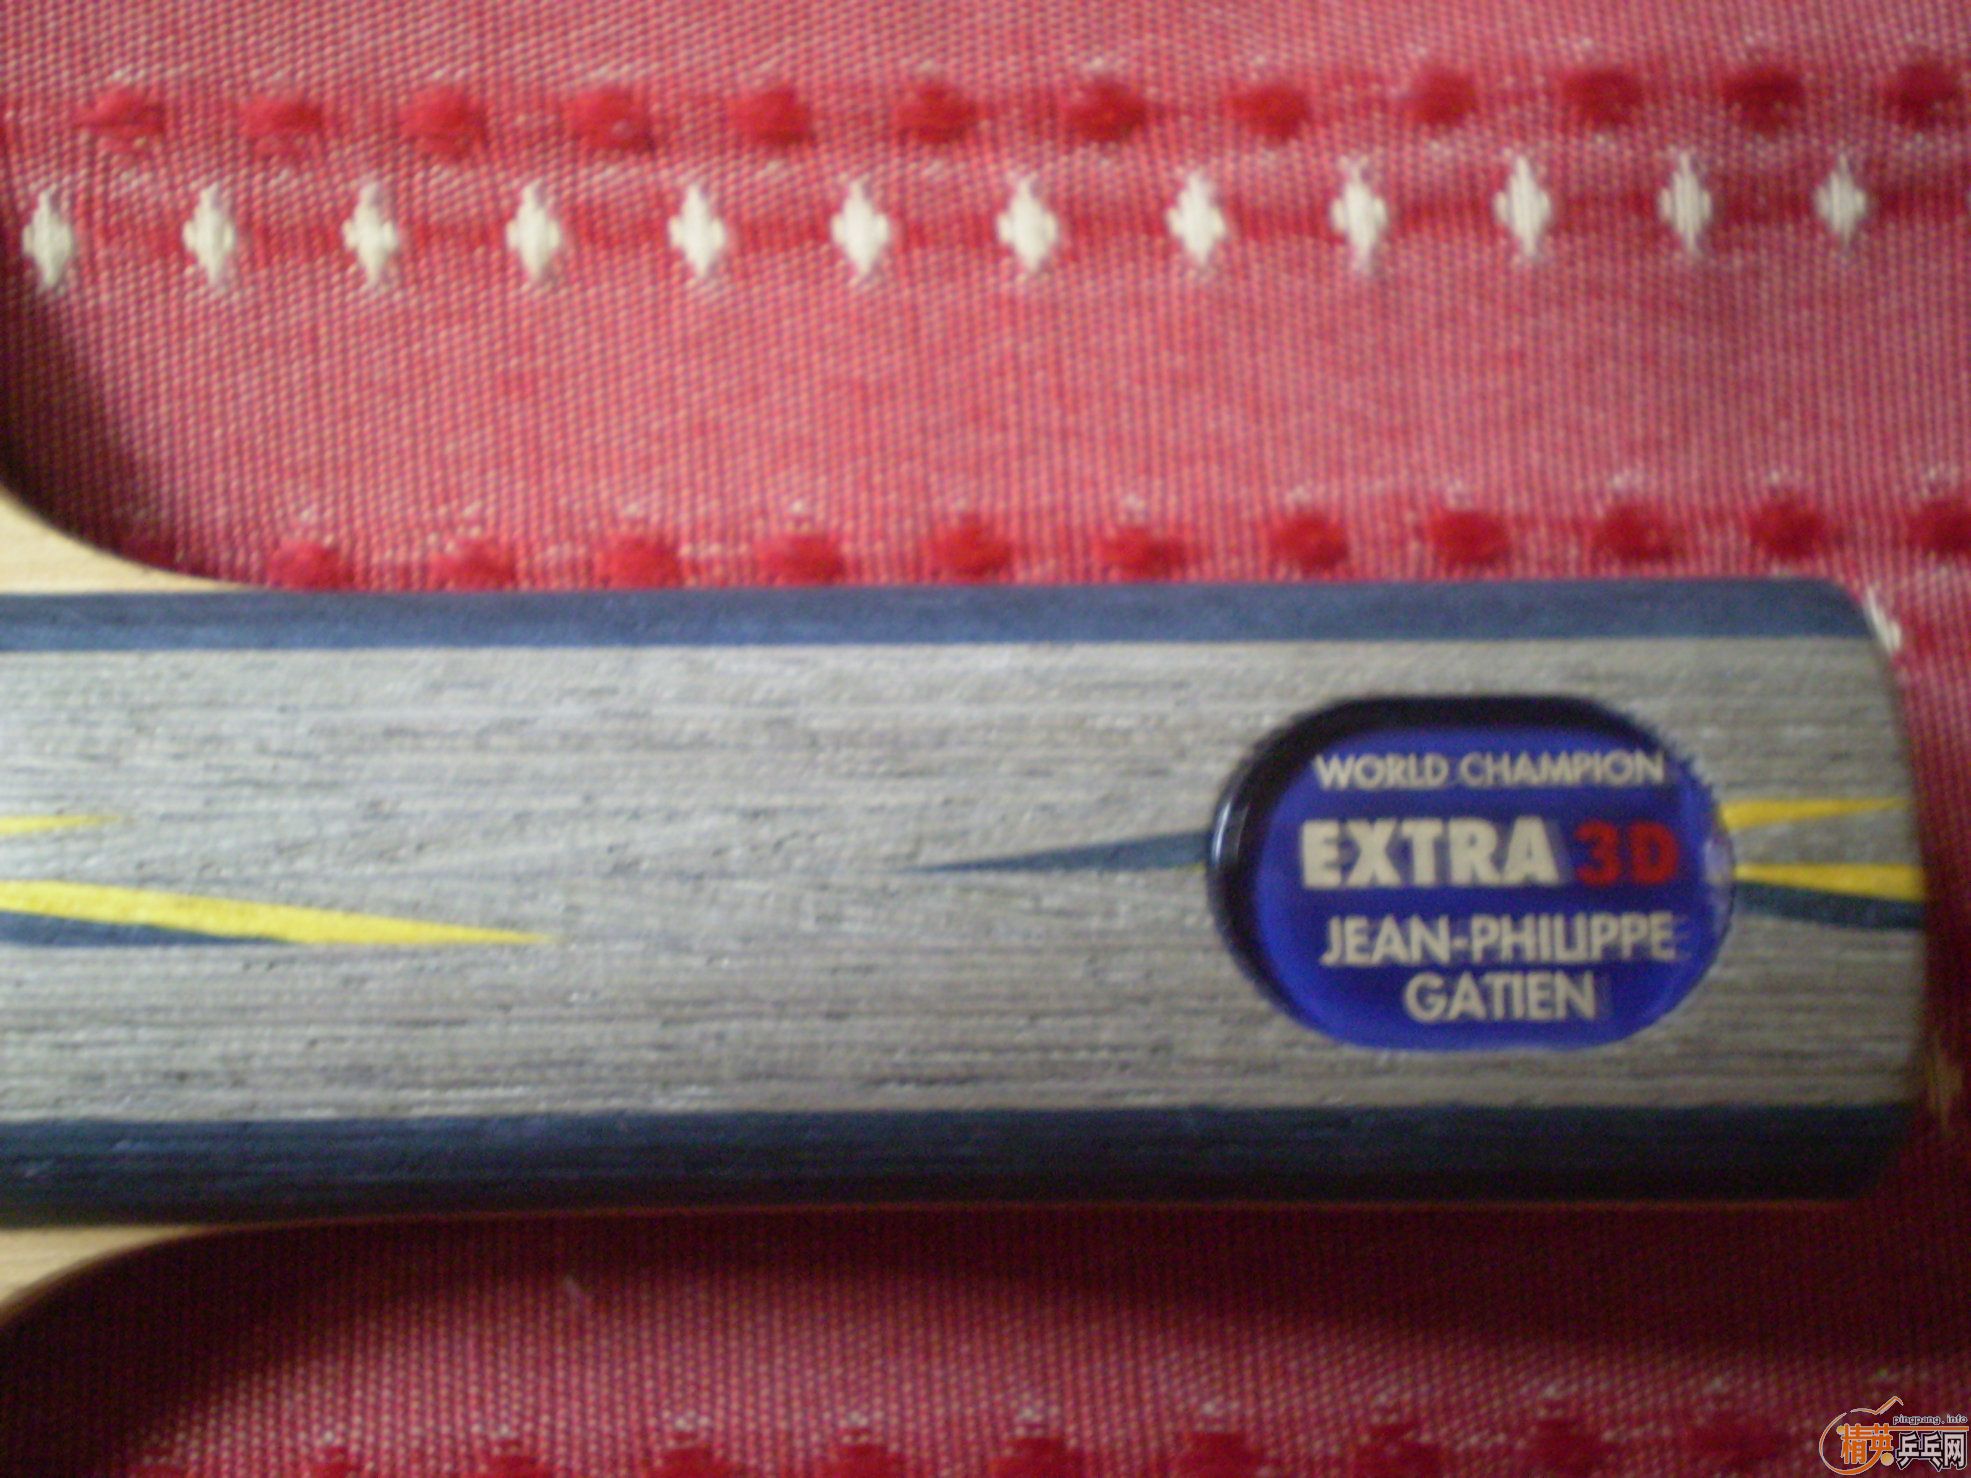 WORLD CHAMPION
EXTRA 3D
JEAN-PHILIPPE
GATIEN
pingpang.info
精英乒乓网